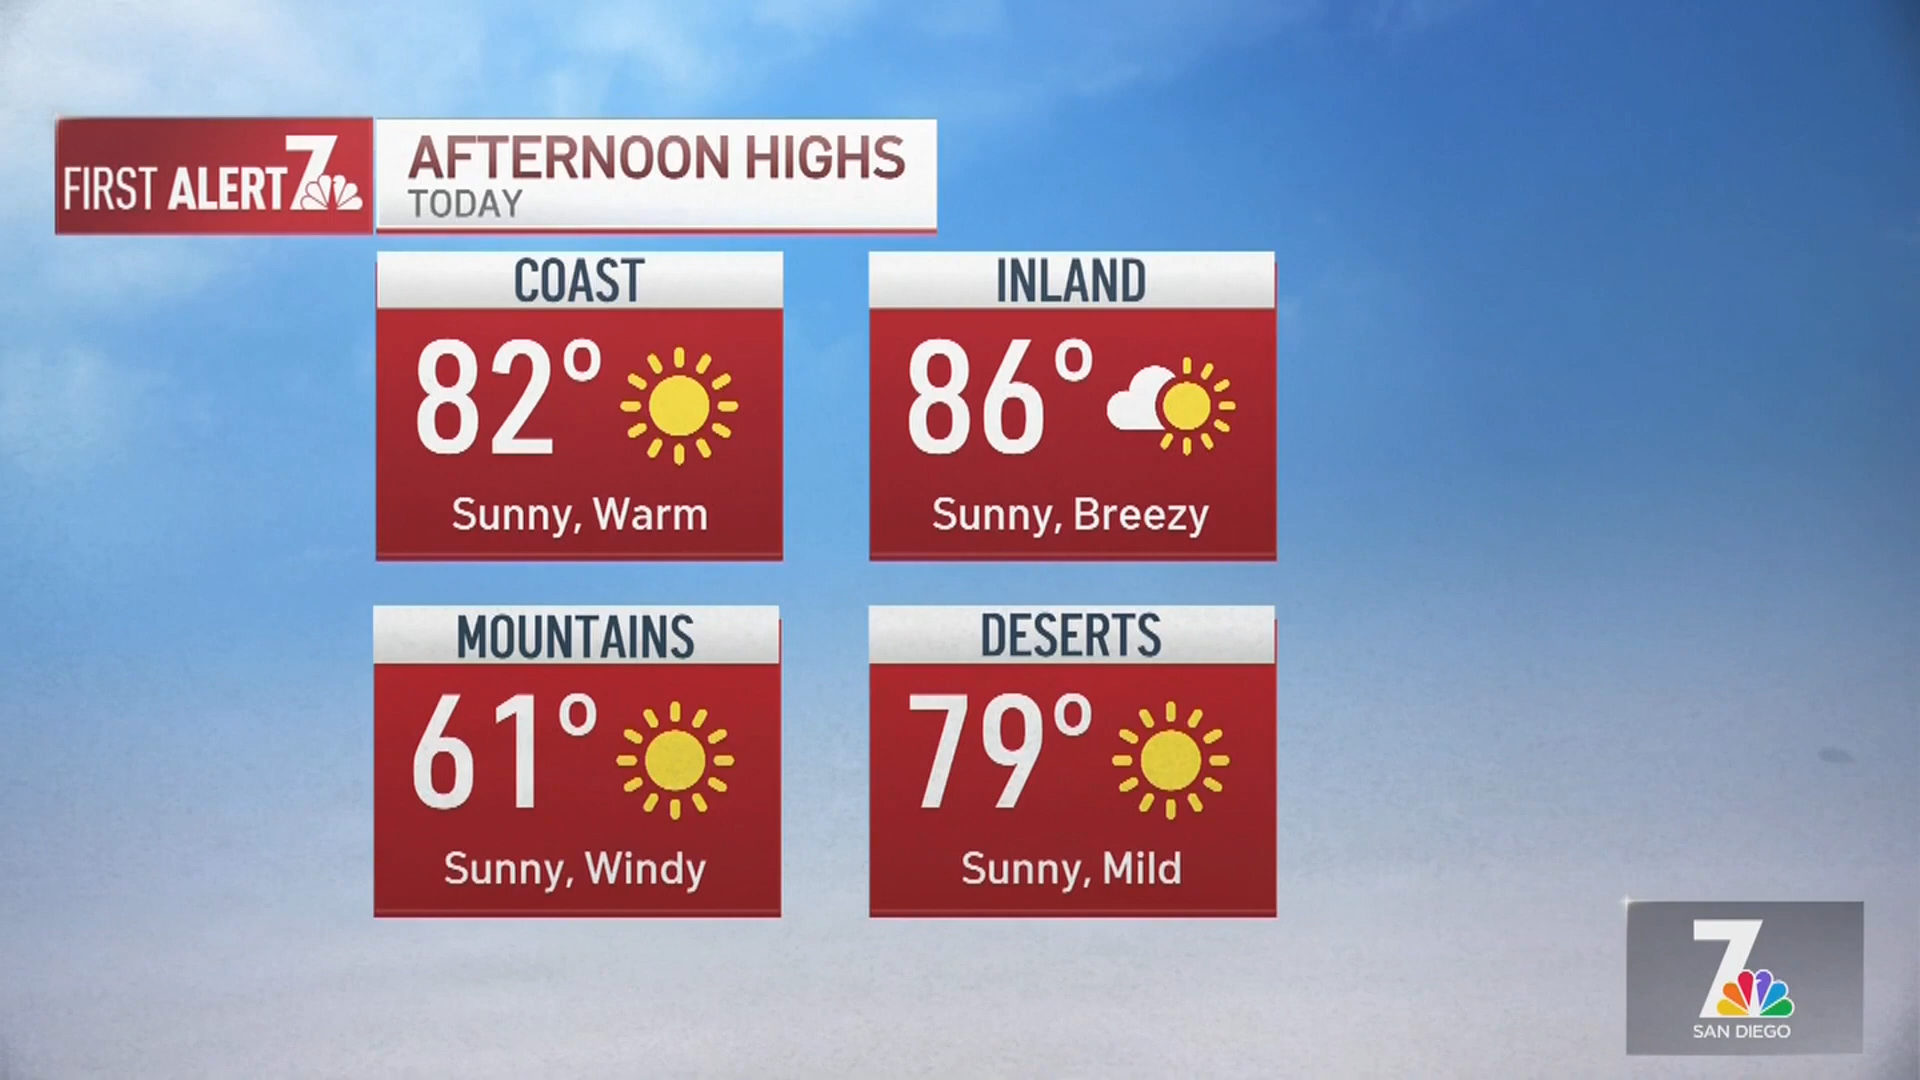 FIRST ALERT 7
AFTERNOON HIGHS
TODAY
COAST
82°
Sunny, Warm
INLAND
86°
Sunny, Breezy
MOUNTAINS
61°
Sunny, Windy
DESERTS
79°
Sunny, Mild
7
SAN DIEGO